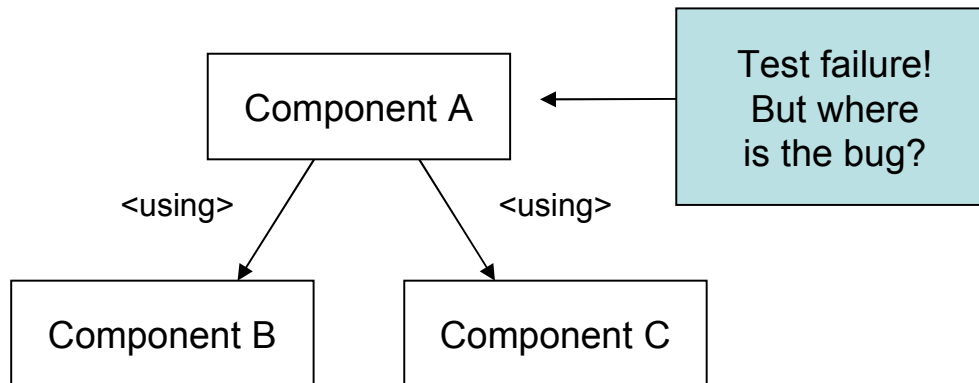 Test failure!
But where
is the bug?
Component A
<using>
<using>
Component B
Component C